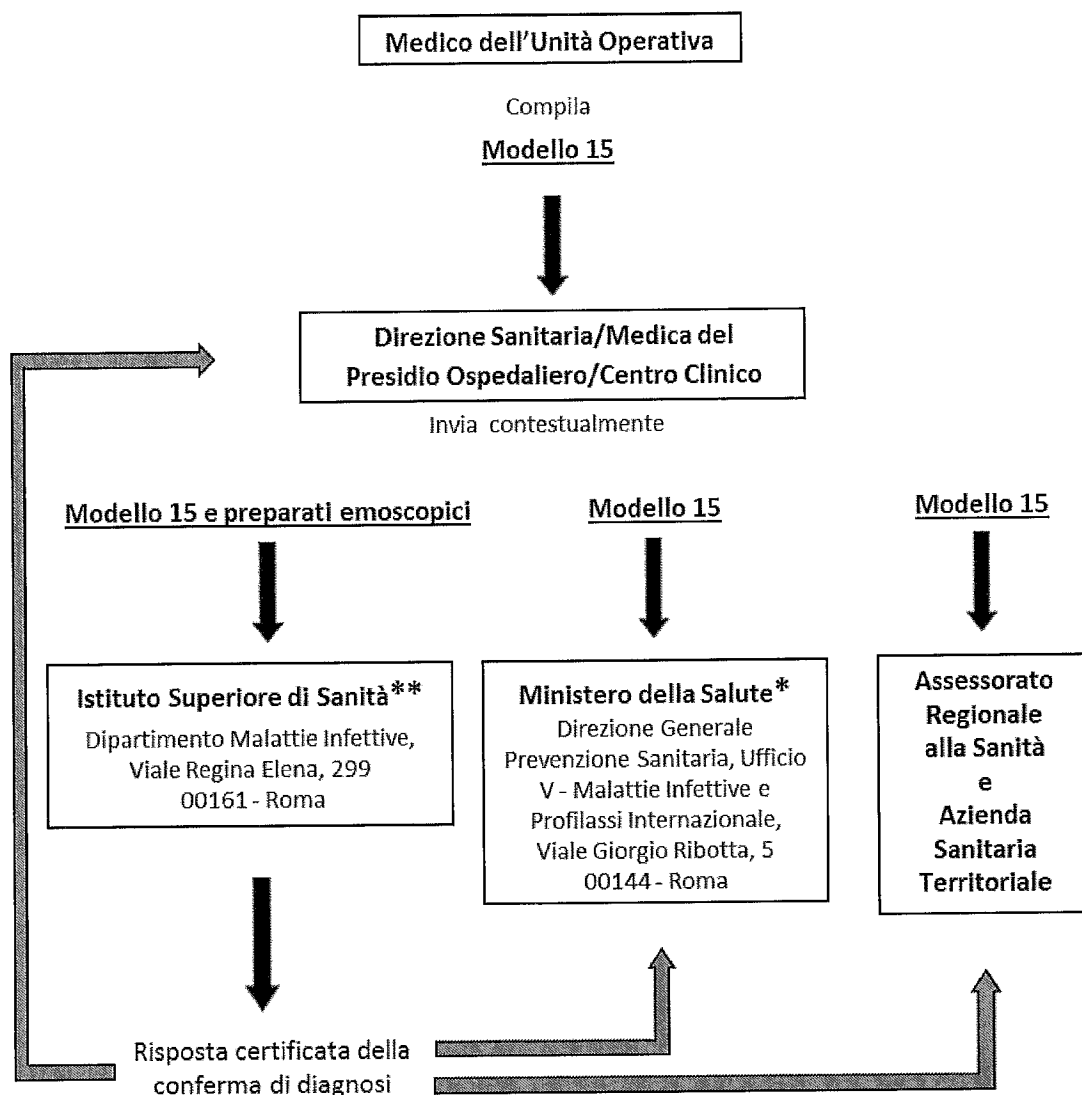 Medico dell'Unità Operativa
Compila
Modello 15
Direzione Sanitaria/Medica del
Presidio Ospedaliero/Centro Clinico
Invia contestualmente
Modello 15 e preparati emoscopici
Istituto Superiore di Sanità**
Dipartimento Malattie Infettive,
Viale Regina Elena, 299
00161 - Roma
Modello 15
Ministero della Salute*
Direzione Generale
Prevenzione Sanitaria, Ufficio
V - Malattie Infettive e
Profilassi Internazionale,
Viale Giorgio Ribotta, 5
00144 - Roma
Modello 15
Assessorato
Regionale
alla Sanità
e
Azienda
Sanitaria
Territoriale
Risposta certificata della
conferma di diagnosi